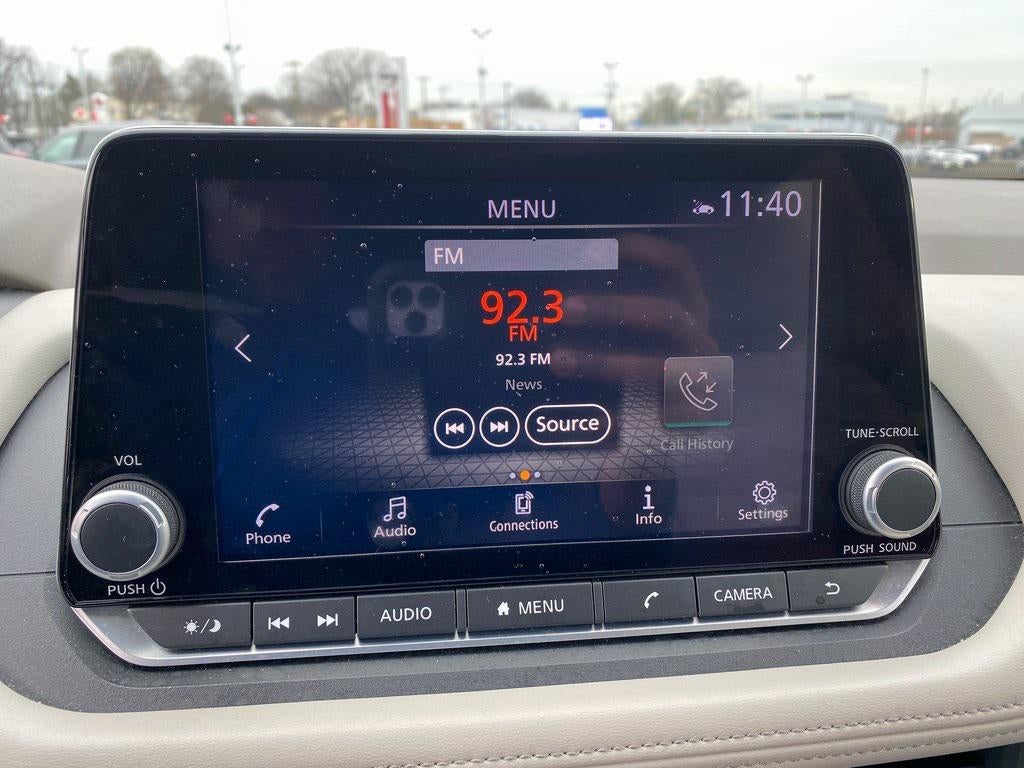 MENU
11:40
FM
92.3
FM
92.3 FM
News
Source
Call History
VOL
TUNE·SCROLL
Phone
Audio
Connections
Info
Settings
PUSH
PUSH SOUND
AUDIO
MENU
CAMERA